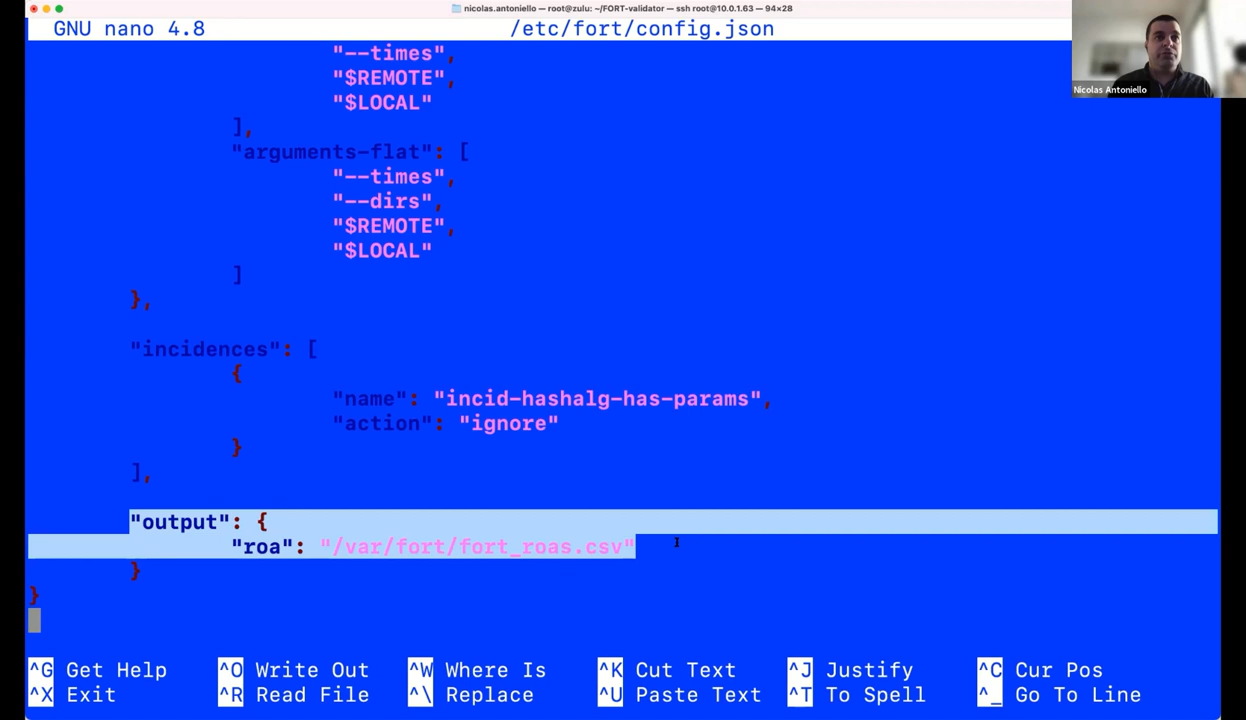 nicolas.antoniello — root@zulu: ~/FORT-validator — ssh root@10.0.1.63 — 94×28
GNU nano 4.8 /etc/fort/config.json
Nicolas Antoniello
"--times",
"$REMOTE",
"$LOCAL"
],
"arguments-flat": [
"--times",
"--dirs",
"$REMOTE",
"$LOCAL"
]
},
"incidences": [
{
"name": "incid-hashalg-has-params",
"action": "ignore"
}
],
"output": {
"roa": "/var/fort/fort_roas.csv"
}
}
^G Get Help ^O Write Out ^W Where Is ^K Cut Text ^J Justify ^C Cur Pos
^X Exit ^R Read File ^\ Replace ^U Paste Text ^T To Spell ^_ Go To Line